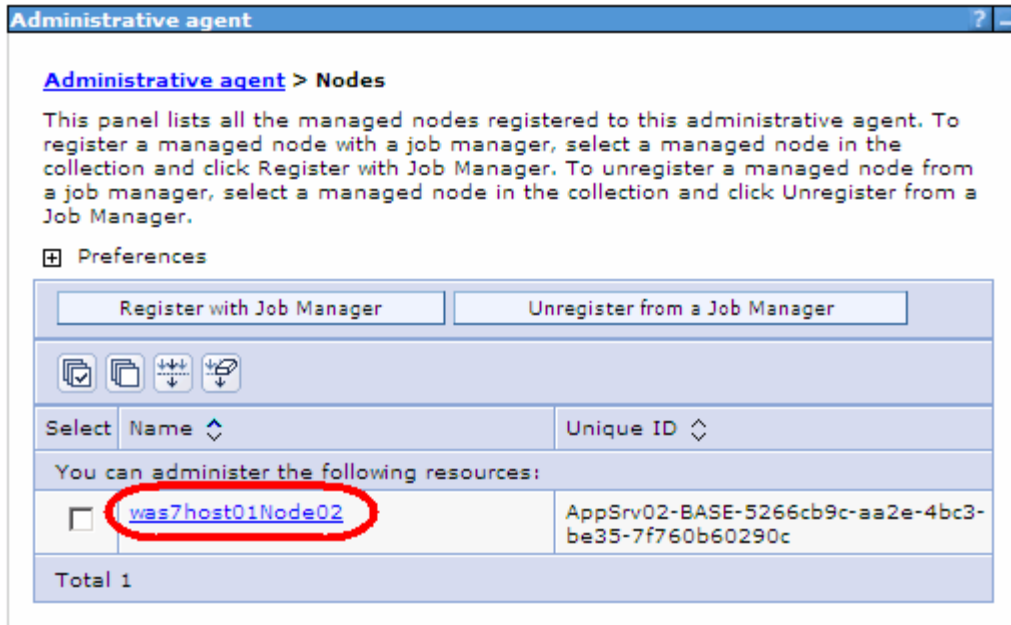 Administrative agent ? _
Administrative agent > Nodes
This panel lists all the managed nodes registered to this administrative agent. To
register a managed node with a job manager, select a managed node in the
collection and click Register with Job Manager. To unregister a managed node from
a job manager, select a managed node in the collection and click Unregister from a
Job Manager.
+ Preferences
Register with Job Manager Unregister from a Job Manager
Select Name Unique ID
You can administer the following resources:
was7host01Node02 AppSrv02-BASE-5266cb9c-aa2e-4bc3-
be35-7f760b60290c
Total 1